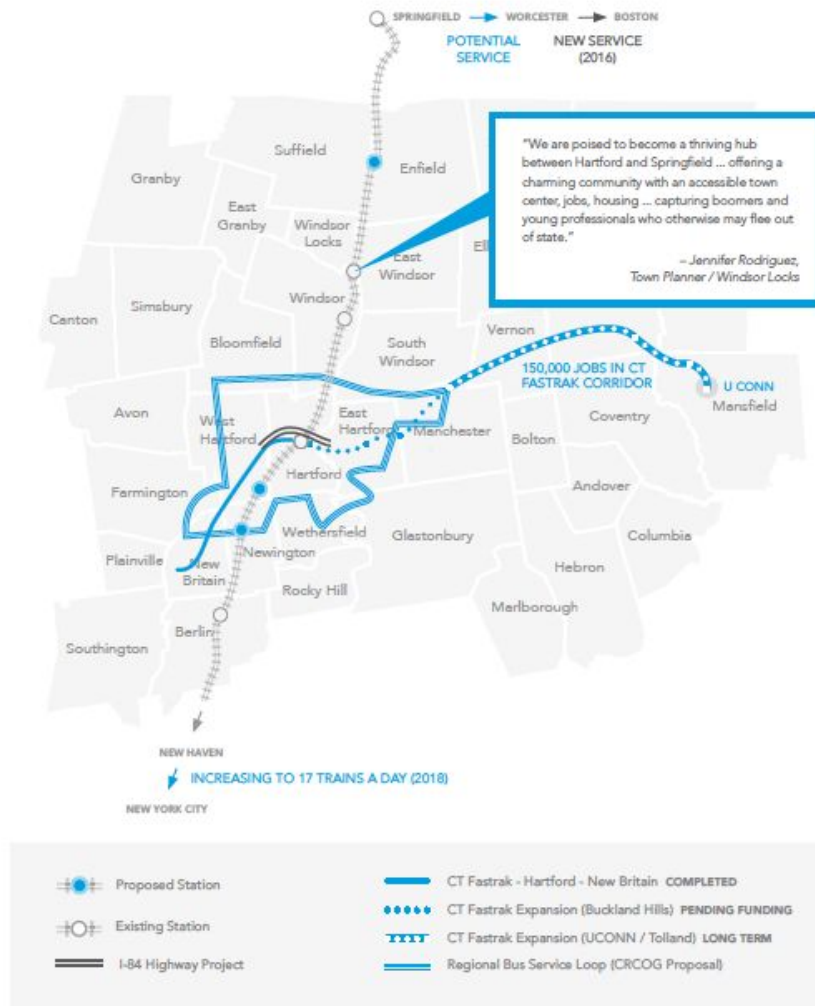 SPRINGFIELD WORCESTER BOSTON
POTENTIAL SERVICE
NEW SERVICE (2016)
Suffield
Enfield
Granby
East Granby
Windsor Locks
East Windsor
"We are poised to become a thriving hub
between Hartford and Springfield ... offering a
charming community with an accessible town
center, jobs, housing ... capturing boomers and
young professionals who otherwise may flee out
of state."
– Jennifer Rodriguez,
Town Planner / Windsor Locks
Ell
Canton
Simsbury
Windsor
Bloomfield
South Windsor
Vernon
150,000 JOBS IN CT
FASTRAK CORRIDOR
U CONN
Mansfield
Avon
West Hartford
East Hartford
Manchester
Bolton
Coventry
Hartford
Farmington
Andover
Wethersfield
Glastonbury
Columbia
Plainville
New Britain
Newington
Hebron
Rocky Hill
Marlborough
Berlin
Southington
NEW HAVEN
INCREASING TO 17 TRAINS A DAY (2018)
NEW YORK CITY
Proposed Station
Existing Station
I-84 Highway Project
CT Fastrak - Hartford - New Britain COMPLETED
CT Fastrak Expansion (Buckland Hills) PENDING FUNDING
CT Fastrak Expansion (UCONN / Tolland) LONG TERM
Regional Bus Service Loop (CRCOG Proposal)